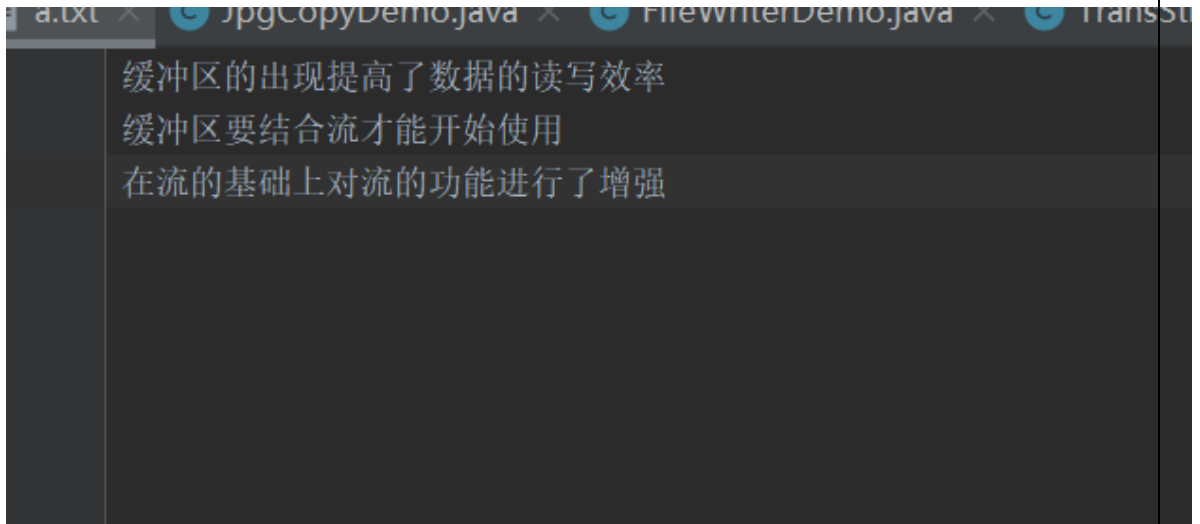 a.txt JpgCopyDemo.java FileWriterDemo.java TransSt
缓冲区的出现提高了数据的读写效率
缓冲区要结合流才能开始使用
在流的基础上对流的功能进行了增强